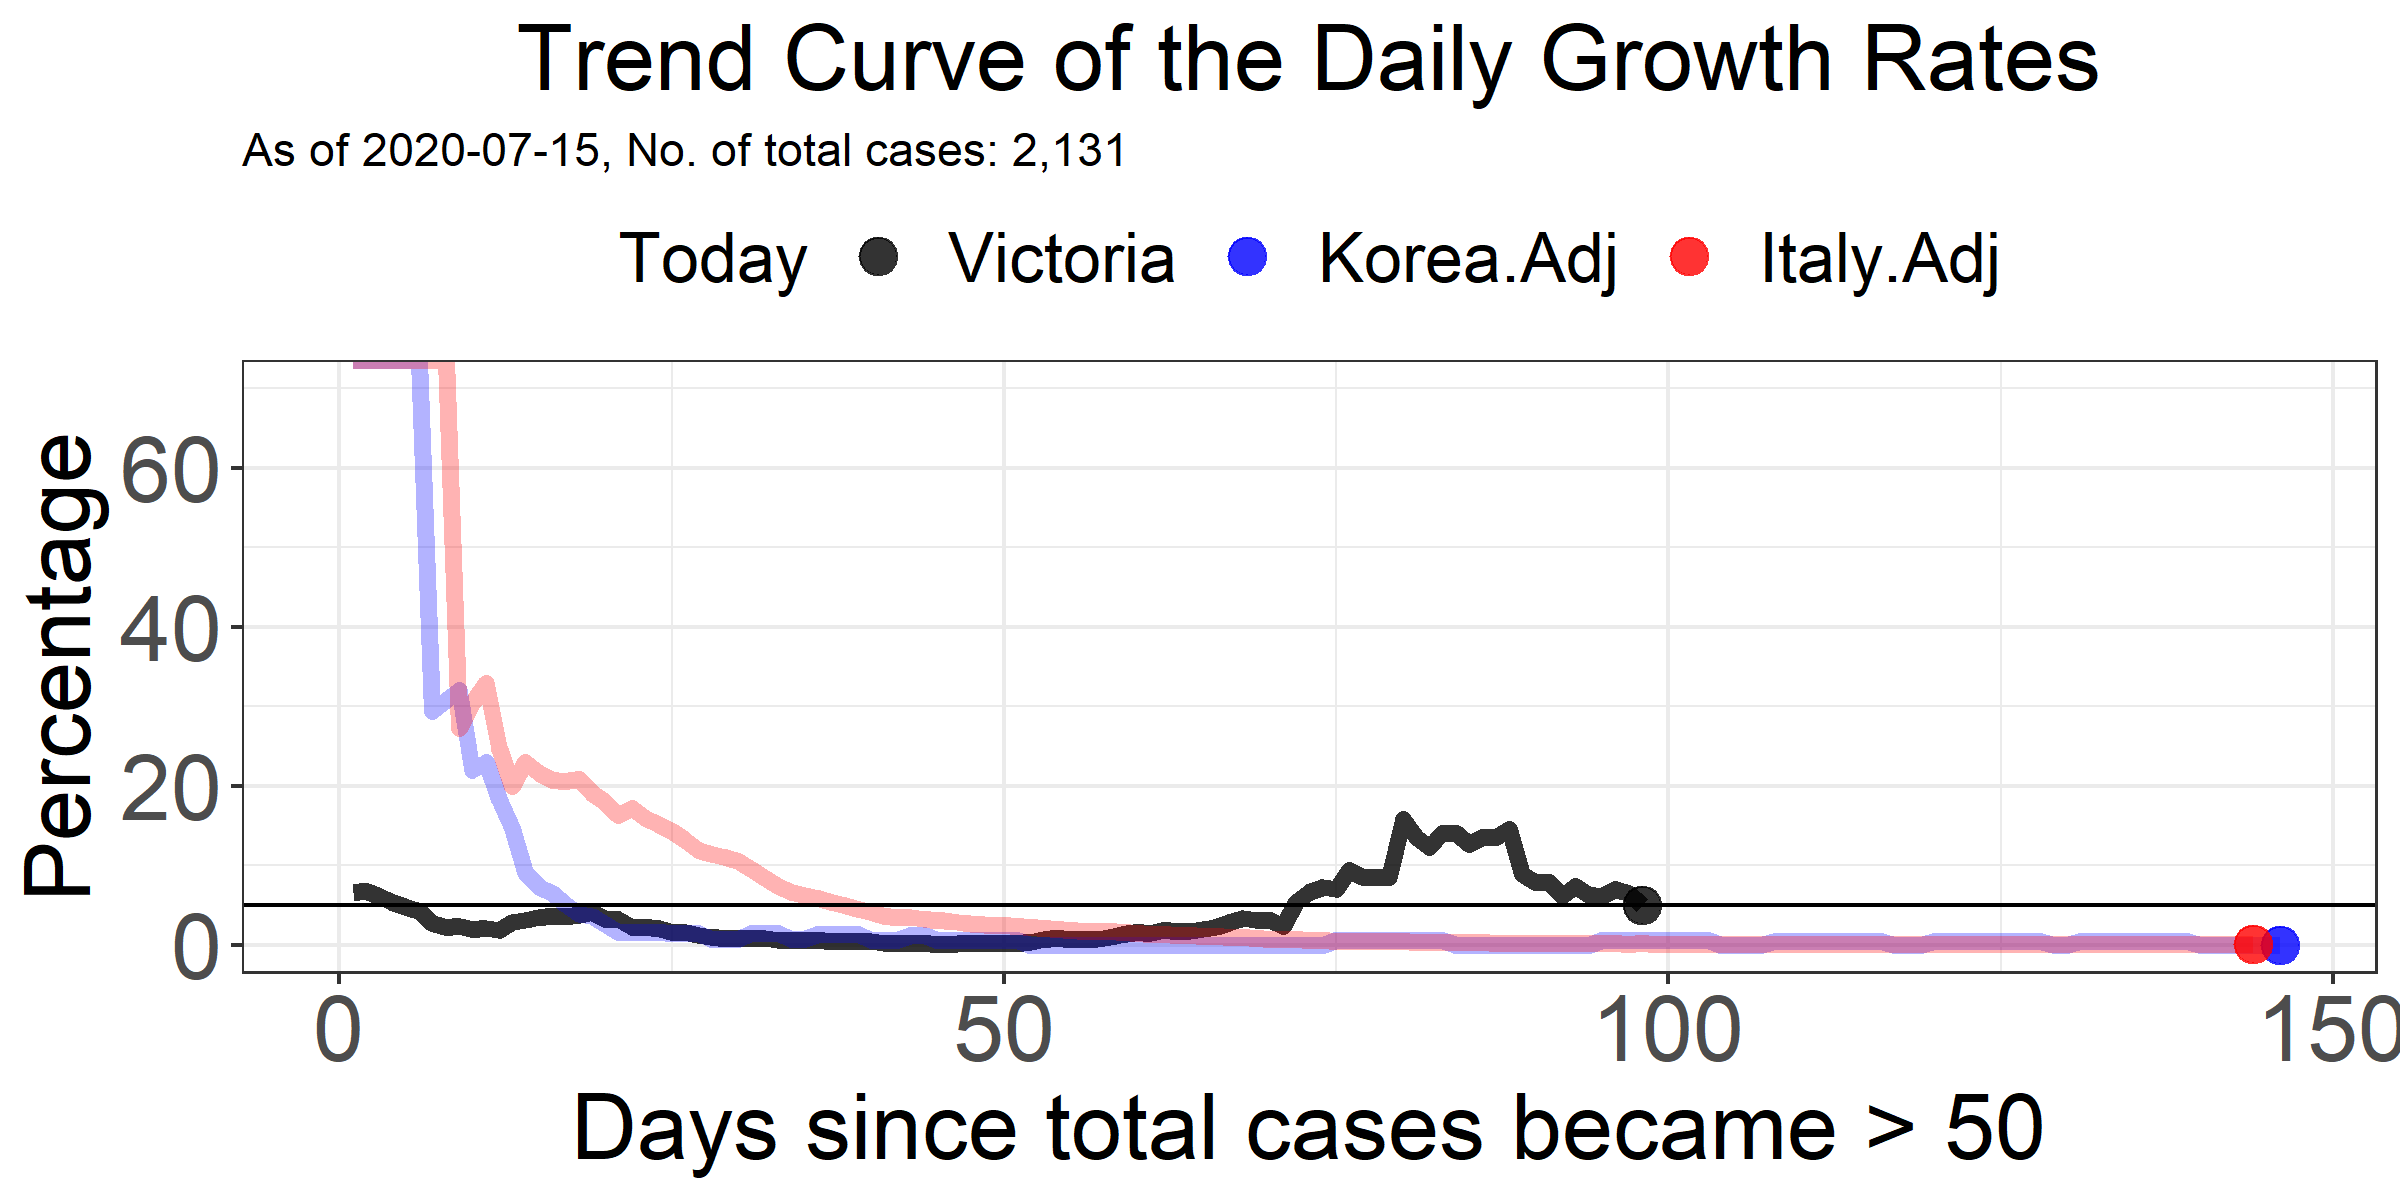 Trend Curve of the Daily Growth Rates
As of 2020-07-15, No. of total cases: 2,131
Today Victoria Korea.Adj Italy.Adj
Percentage
60
40
20
0
0 50 100 150
Days since total cases became > 50